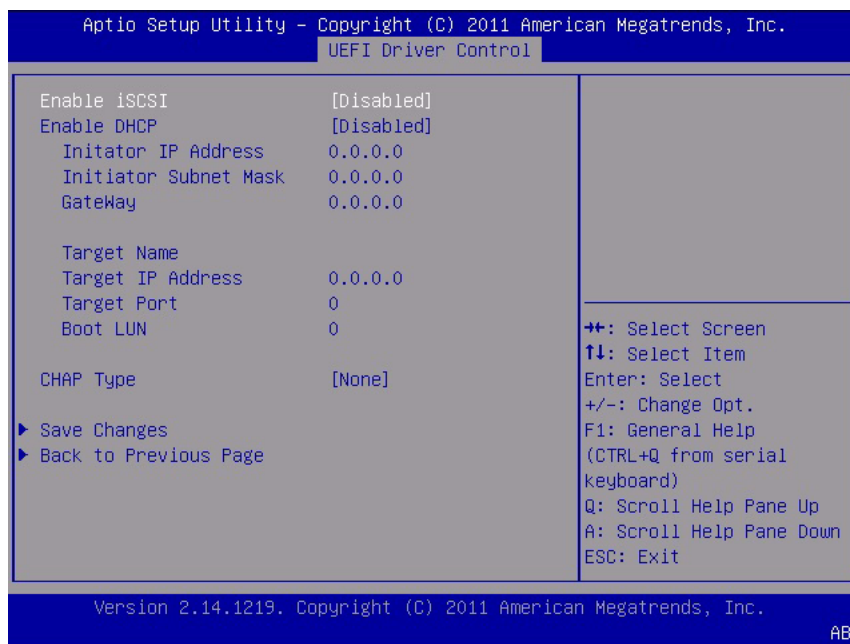 Aptio Setup Utility – Copyright (C) 2011 American Megatrends, Inc.
UEFI Driver Control
Enable iSCSI [Disabled]
Enable DHCP [Disabled]
Initator IP Address 0.0.0.0
Initiator Subnet Mask 0.0.0.0
GateWay 0.0.0.0
Target Name
Target IP Address 0.0.0.0
Target Port 0
Boot LUN 0
CHAP Type [None]
Save Changes
Back to Previous Page
→←: Select Screen
↑↓: Select Item
Enter: Select
+/-: Change Opt.
F1: General Help
(CTRL+Q from serial
keyboard)
Q: Scroll Help Pane Up
A: Scroll Help Pane Down
ESC: Exit
Version 2.14.1219. Copyright (C) 2011 American Megatrends, Inc.
AB